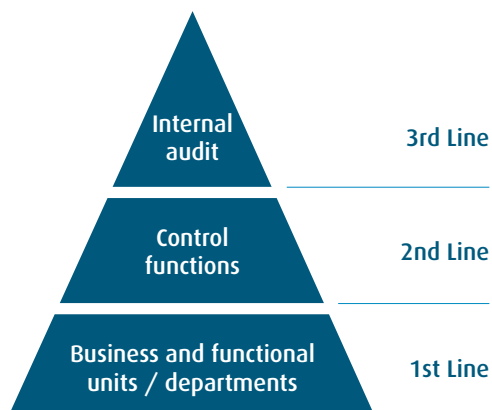 Internal
audit
3rd Line
Control
functions
2nd Line
Business and functional
units / departments
1st Line